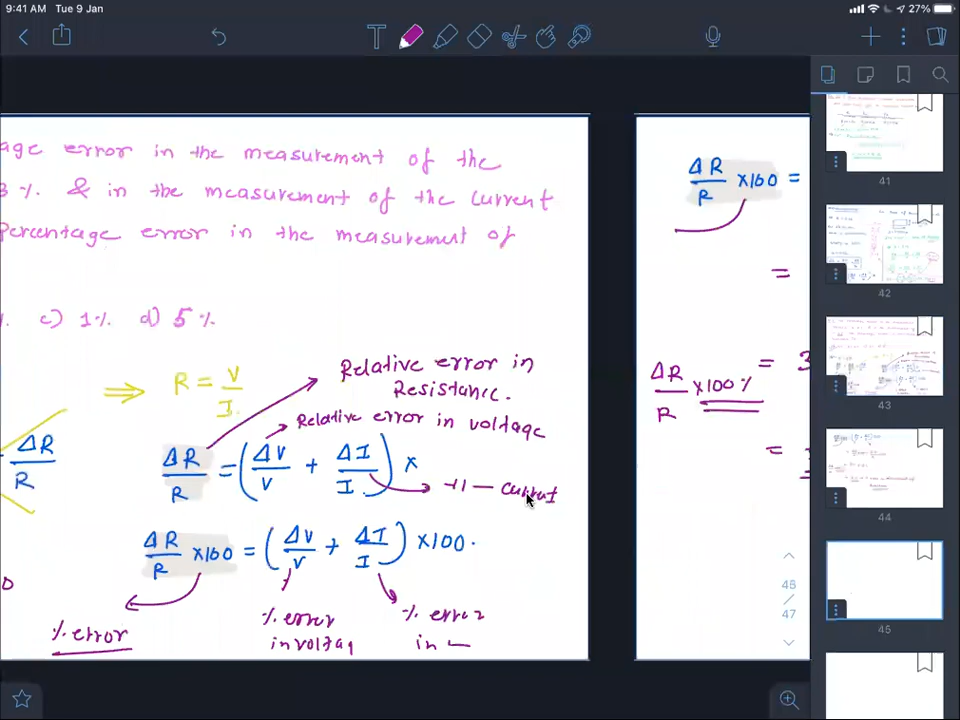 9:41 AM Tue 9 Jan
27%
T
age error in the measurement of the
3 %. & in the measurement of the current
Percentage error in the measurement of
%. c) 1%. d) 5 %.
⇒ R = V / I.
Relative error in
Resistance.
Relative error in voltage
ΔR / R
ΔR / R = (ΔV / V + ΔI / I.) ×
-11 — current
ΔR / R ×100 = (ΔV / V + ΔI / I) ×100.
% error
% error
in voltag
% error
in —
ΔR / R ×100 =
=
ΔR / R ×100% = 3
=
41
42
43
44
45
46
/
47